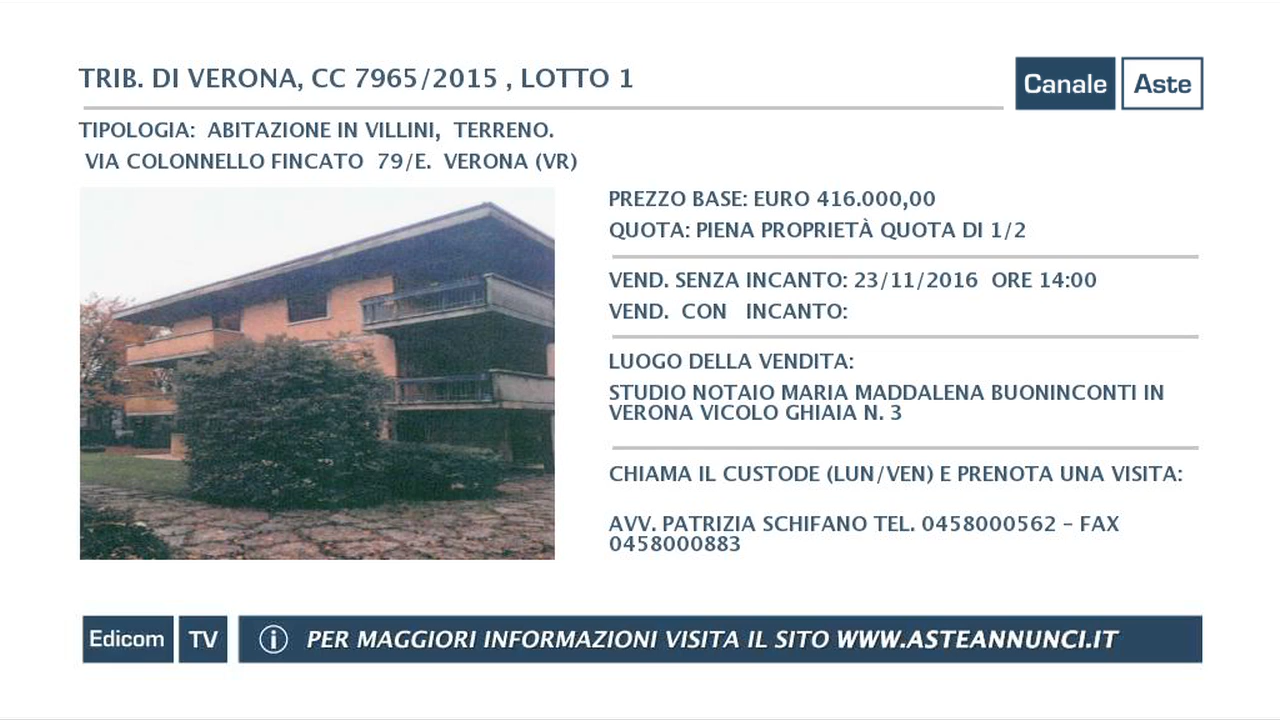 TRIB. DI VERONA, CC 7965/2015 , LOTTO 1
Canale Aste
TIPOLOGIA: ABITAZIONE IN VILLINI, TERRENO.
VIA COLONNELLO FINCATO 79/E. VERONA (VR)
PREZZO BASE: EURO 416.000,00
QUOTA: PIENA PROPRIETÀ QUOTA DI 1/2
VEND. SENZA INCANTO: 23/11/2016 ORE 14:00
VEND. CON INCANTO:
LUOGO DELLA VENDITA:
STUDIO NOTAIO MARIA MADDALENA BUONINCONTI IN
VERONA VICOLO GHIAIA N. 3
CHIAMA IL CUSTODE (LUN/VEN) E PRENOTA UNA VISITA:
AVV. PATRIZIA SCHIFANO TEL. 0458000562 – FAX
0458000883
Edicom TV
PER MAGGIORI INFORMAZIONI VISITA IL SITO WWW.ASTEANNUNCI.IT